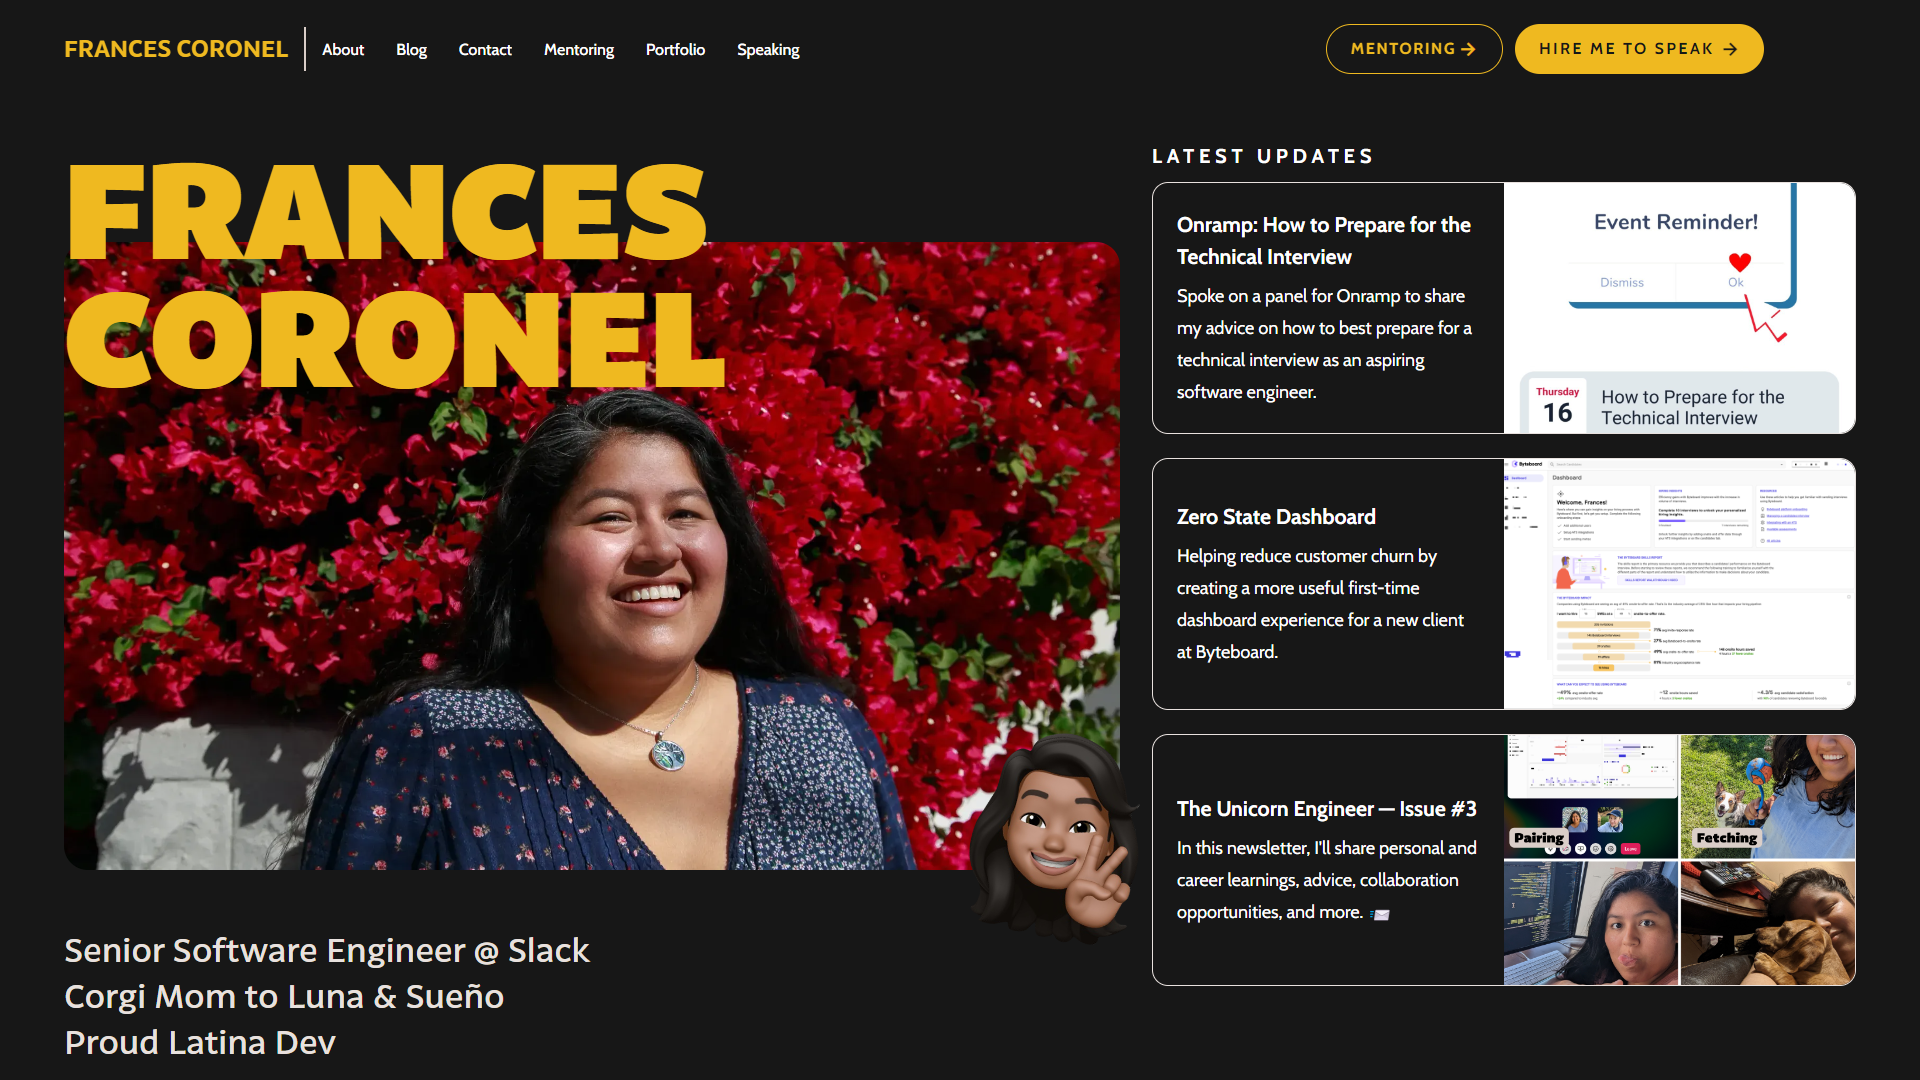 FRANCES CORONEL
About
Blog
Contact
Mentoring
Portfolio
Speaking
MENTORING →
HIRE ME TO SPEAK →
FRANCES
CORONEL
Senior Software Engineer @ Slack
Corgi Mom to Luna & Sueño
Proud Latina Dev
LATEST UPDATES
Onramp: How to Prepare for the
Technical Interview
Spoke on a panel for Onramp to share
my advice on how to best prepare for a
technical interview as an aspiring
software engineer.
Event Reminder!
Dismiss
Ok
Thursday
16
How to Prepare for the
Technical Interview
Zero State Dashboard
Helping reduce customer churn by
creating a more useful first-time
dashboard experience for a new client
at Byteboard.
Byteboard
Dashboard
Welcome, Frances!
The Unicorn Engineer — Issue #3
In this newsletter, I'll share personal and
career learnings, advice, collaboration
opportunities, and more. 📨
Pairing
Fetching
Leave